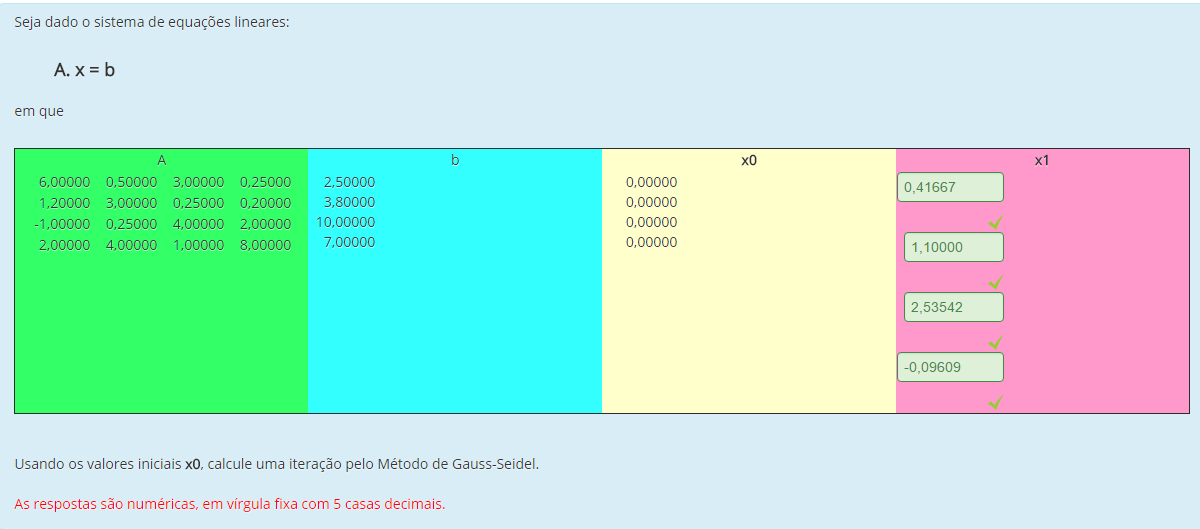 Seja dado o sistema de equações lineares:
A. x = b
em que
A b x0 x1
6,00000 0,50000 3,00000 0,25000 2,50000 0,00000 0,41667
1,20000 3,00000 0,25000 0,20000 3,80000 0,00000
-1,00000 0,25000 4,00000 2,00000 10,00000 0,00000
2,00000 4,00000 1,00000 8,00000 7,00000 0,00000 1,10000
2,53542
-0,09609
Usando os valores iniciais x0, calcule uma iteração pelo Método de Gauss-Seidel.
As respostas são numéricas, em vírgula fixa com 5 casas decimais.